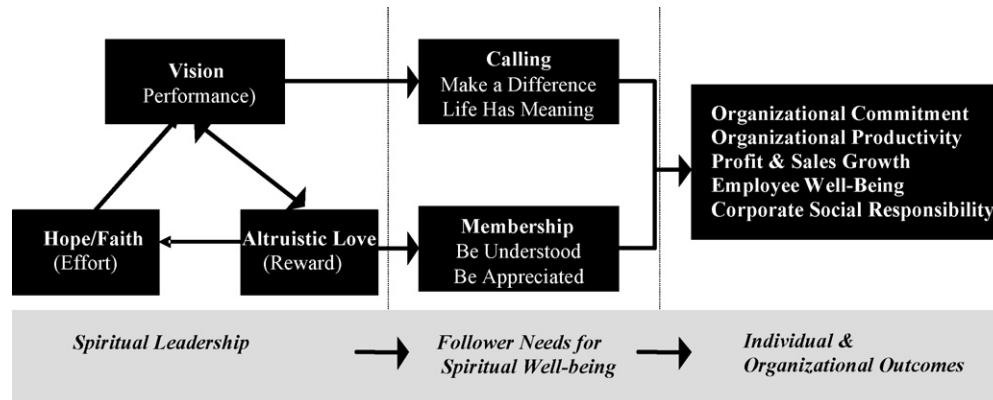 Vision
Performance)
Calling
Make a Difference
Life Has Meaning
Organizational Commitment
Organizational Productivity
Profit & Sales Growth
Employee Well-Being
Corporate Social Responsibility
Hope/Faith
(Effort)
Altruistic Love
(Reward)
Membership
Be Understood
Be Appreciated
Spiritual Leadership
Follower Needs for
Spiritual Well-being
Individual &
Organizational Outcomes